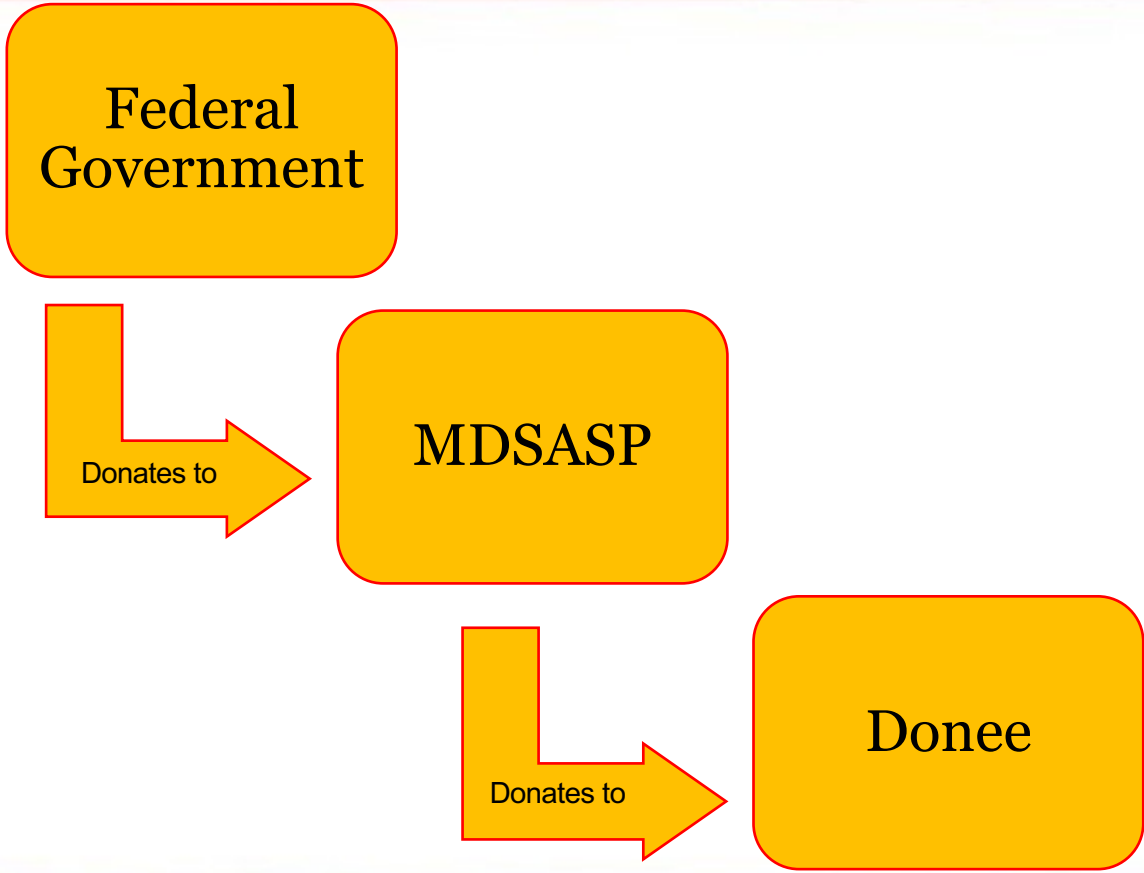 Federal
Government
Donates to
MDSASP
Donates to
Donee